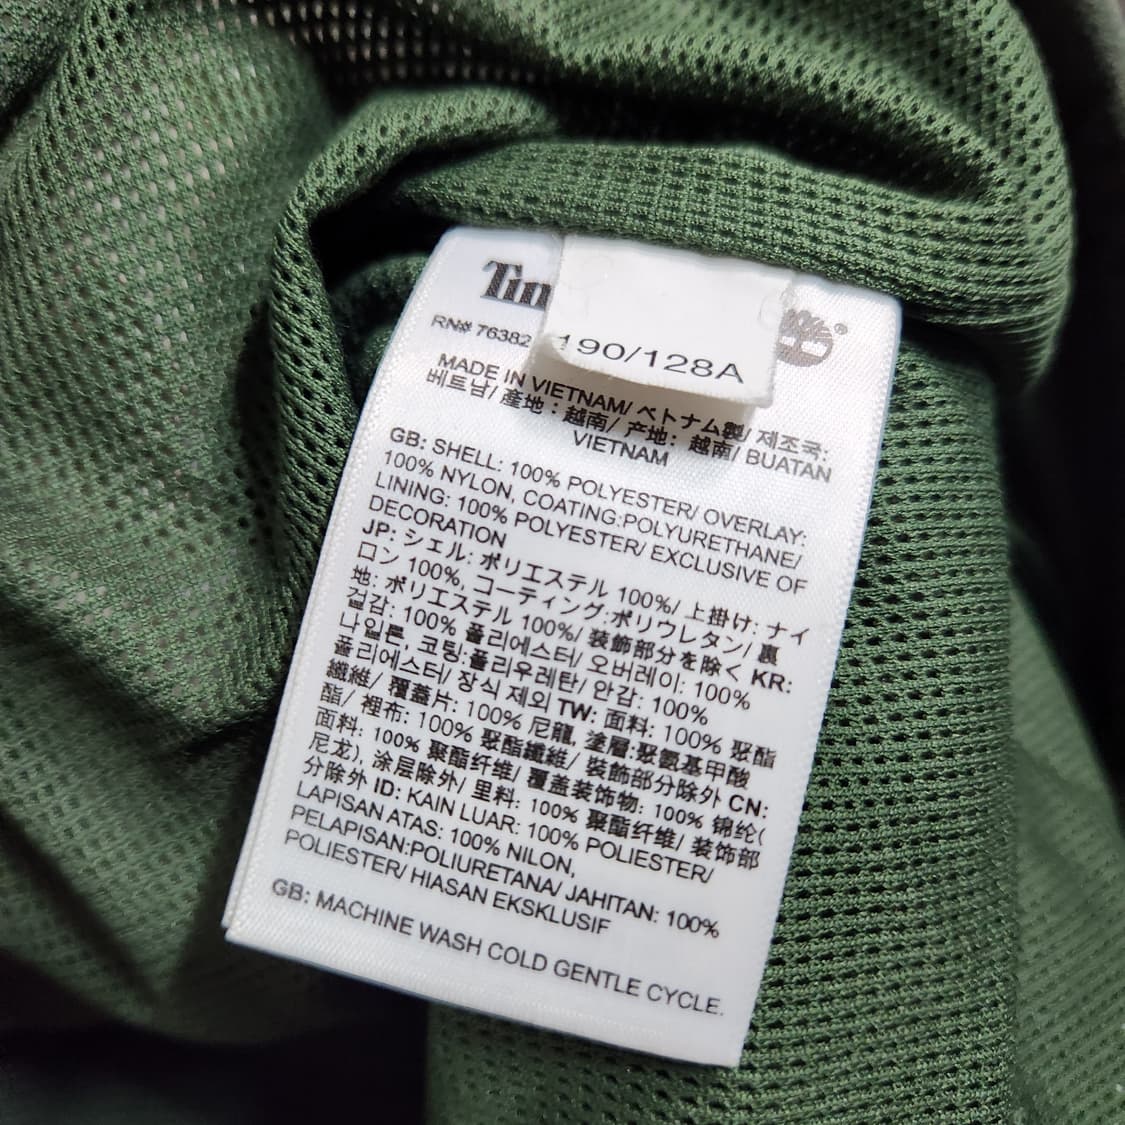 Tim
RN# 76382
190/128A
MADE IN VIETNAM/ ベトナム製/ 제조국:
베트남/ 產地：越南/ 产地：越南/ BUATAN
VIETNAM
GB: SHELL: 100% POLYESTER/ OVERLAY:
100% NYLON, COATING:POLYURETHANE/
LINING: 100% POLYESTER/ EXCLUSIVE OF
DECORATION
JP: シェル: ポリエステル 100%/ 上掛け: ナイ
ロン 100%, コーティング:ポリウレタン/ 裏
地: ポリエステル 100%/ 装飾部分を除く KR:
겉감: 100% 폴리에스터/ 오버레이: 100%
나일론, 코팅:폴리우레탄/ 안감: 100%
폴리에스터/ 장식 제외 TW: 面料: 100% 聚酯
纖維/ 覆蓋片: 100% 尼龍, 塗層:聚氨基甲酸
酯/ 裡布: 100% 聚酯纖維/ 裝飾部分除外 CN:
面料: 100% 聚酯纤维/ 覆盖装饰物: 100% 锦纶(
尼龙), 涂层除外/ 里料: 100% 聚酯纤维/ 装饰部
分除外 ID: KAIN LUAR: 100% POLIESTER/
LAPISAN ATAS: 100% NILON,
PELAPISAN:POLIURETANA/ JAHITAN: 100%
POLIESTER/ HIASAN EKSKLUSIF
GB: MACHINE WASH COLD GENTLE CYCLE.